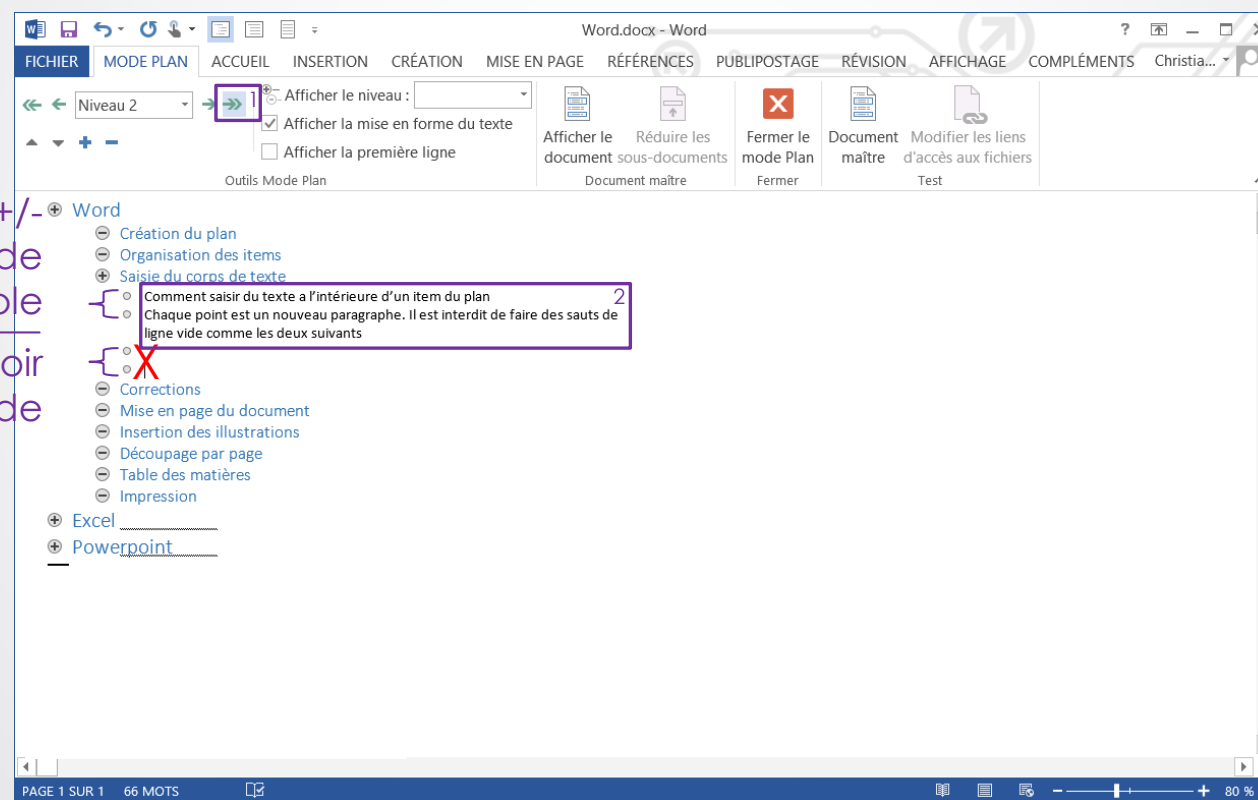 Word.docx - Word
?
FICHIER MODE PLAN ACCUEIL INSERTION CRÉATION MISE EN PAGE RÉFÉRENCES PUBLIPOSTAGE RÉVISION AFFICHAGE COMPLÉMENTS Christia...
Niveau 2
1
Afficher le niveau :
Afficher la mise en forme du texte
Afficher la première ligne
Outils Mode Plan
Afficher le document
Réduire les sous-documents
Document maître
Fermer le mode Plan
Fermer
Document maître
Modifier les liens d'accès aux fichiers
Test
+/-
de
ple
oir
de
Word
Création du plan
Organisation des items
Saisie du corps de texte
Comment saisir du texte a l'intérieure d'un item du plan
2
Chaque point est un nouveau paragraphe. Il est interdit de faire des sauts de
ligne vide comme les deux suivants
X
Corrections
Mise en page du document
Insertion des illustrations
Découpage par page
Table des matières
Impression
Excel
Powerpoint
PAGE 1 SUR 1 66 MOTS
80 %